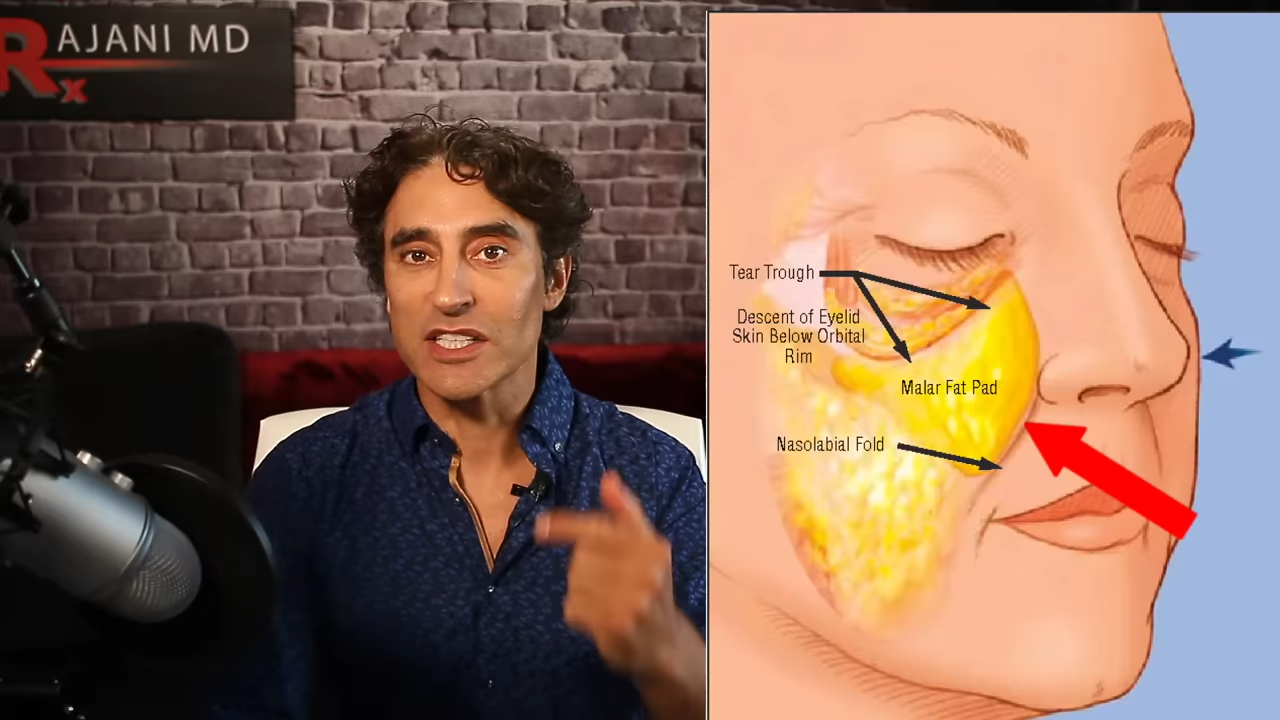 RAJANI MD
Rx
Tear Trough
Descent of Eyelid
Skin Below Orbital
Rim
Malar Fat Pad
Nasolabial Fold